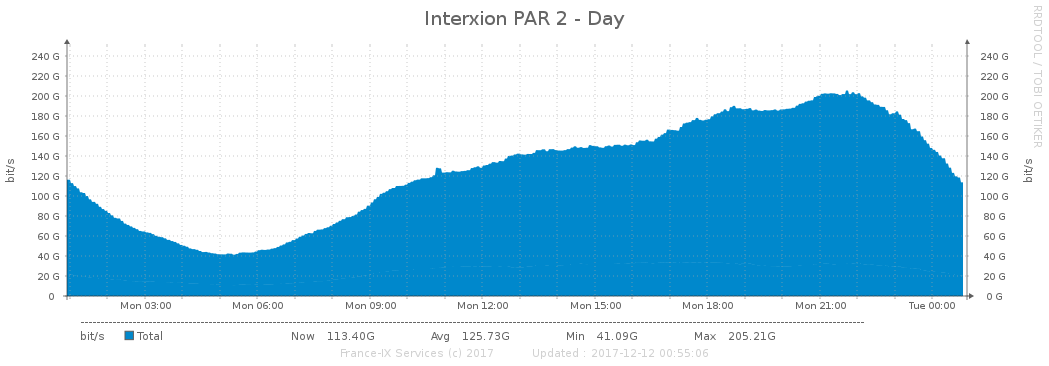 Interxion PAR 2 - Day
RRDTOOL / TOBI OETIKER
bit/s
240 G 240 G
220 G 220 G
200 G 200 G
180 G 180 G
160 G 160 G
140 G 140 G
120 G 120 G
100 G 100 G
80 G 80 G
60 G 60 G
40 G 40 G
20 G 20 G
0 0 G
bit/s
Mon 03:00 Mon 06:00 Mon 09:00 Mon 12:00 Mon 15:00 Mon 18:00 Mon 21:00 Tue 00:00
bit/s Total Now 113.40G Avg 125.73G Min 41.09G Max 205.21G
France-IX Services (c) 2017 Updated : 2017-12-12 00:55:06